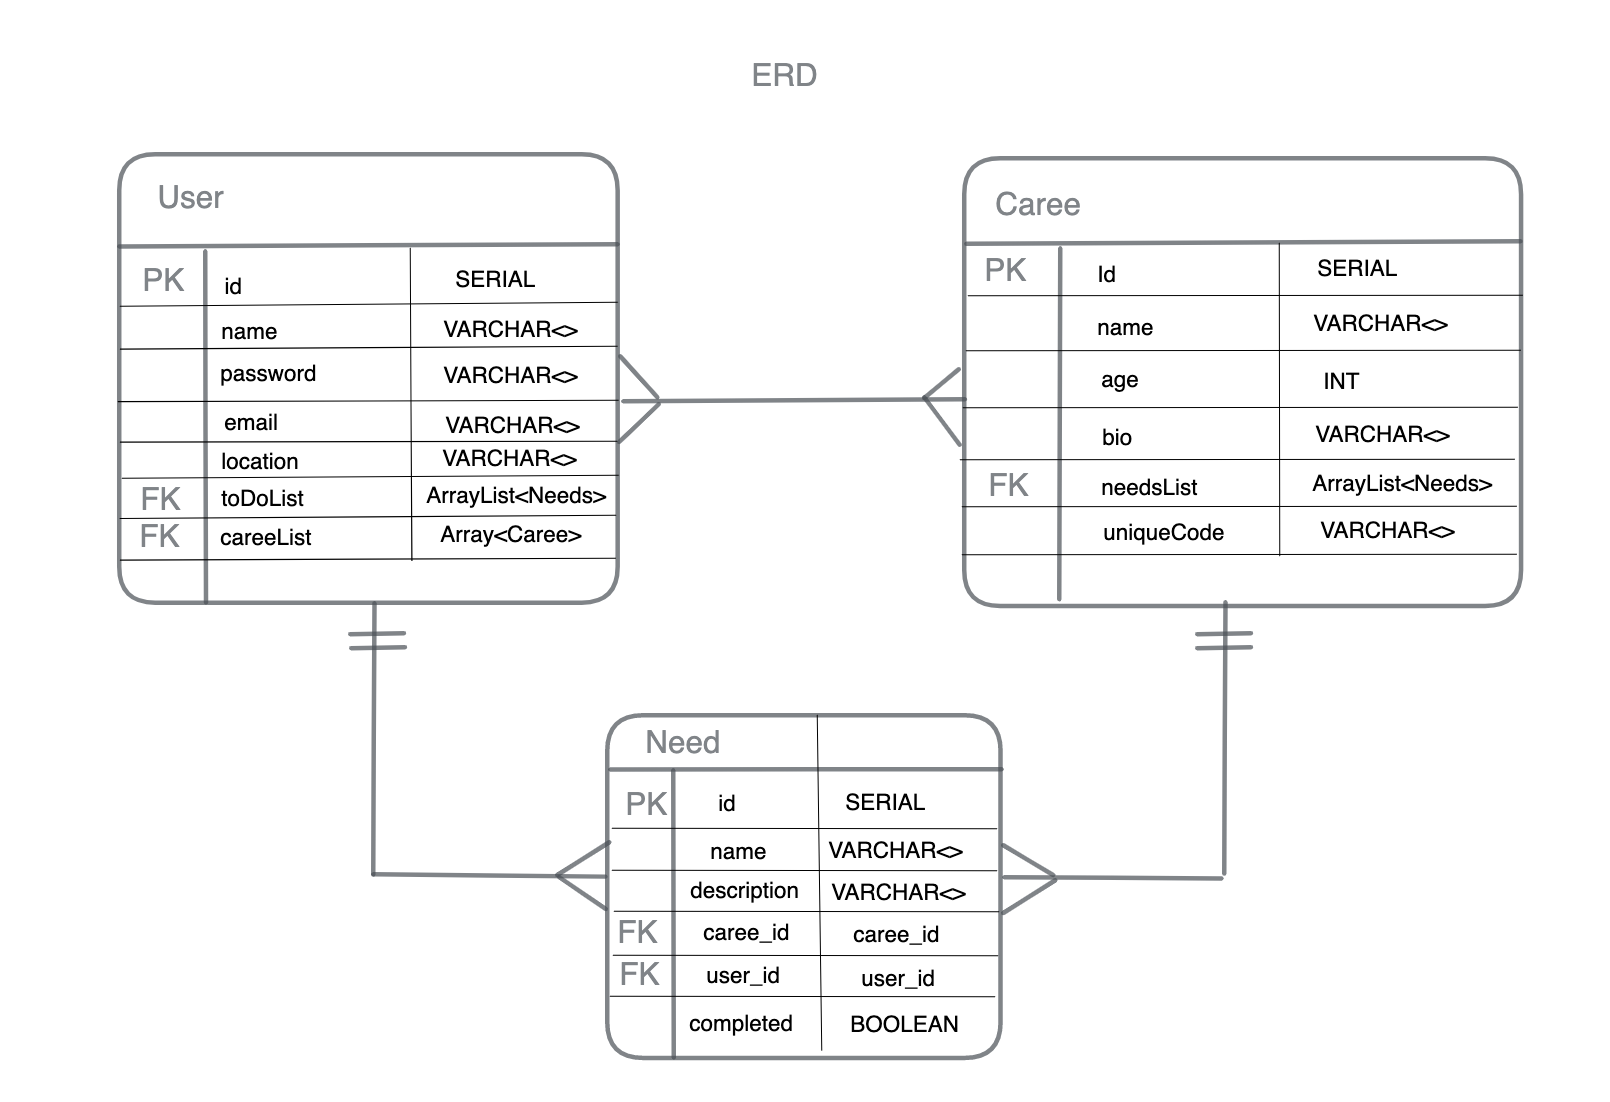 ERD
User
PK id SERIAL
name VARCHAR<>
password VARCHAR<>
email VARCHAR<>
location VARCHAR<>
FK toDoList ArrayList<Needs>
FK careeList Array<Caree>
Caree
PK Id SERIAL
name VARCHAR<>
age INT
bio VARCHAR<>
FK needsList ArrayList<Needs>
uniqueCode VARCHAR<>
Need
PK id SERIAL
name VARCHAR<>
description VARCHAR<>
FK caree_id caree_id
FK user_id user_id
completed BOOLEAN